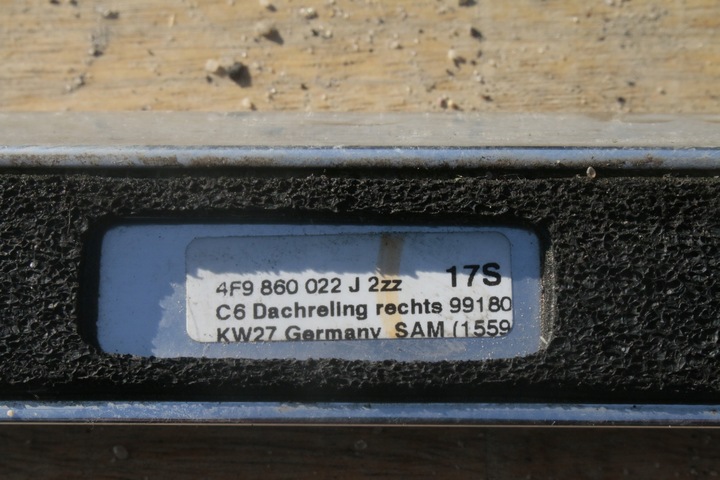 4F9 860 022 J 2zz 17S
C6 Dachreling rechts 99180
KW27 Germany SAM (1559